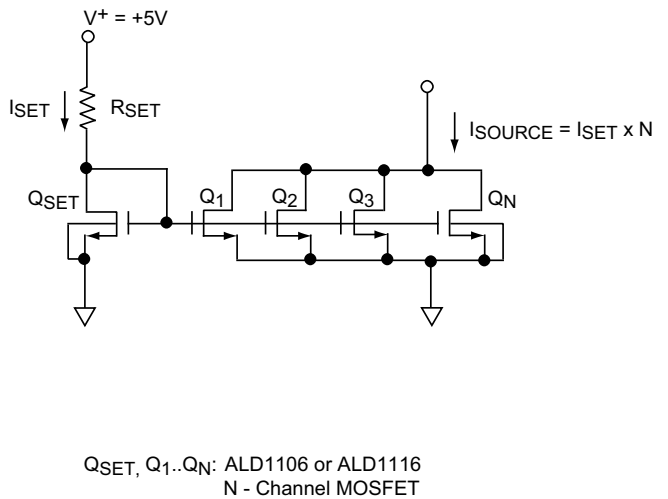 V+ = +5V
ISET
RSET
ISOURCE = ISET x N
QSET
Q1
Q2
Q3
QN
QSET, Q1..QN: ALD1106 or ALD1116
N - Channel MOSFET